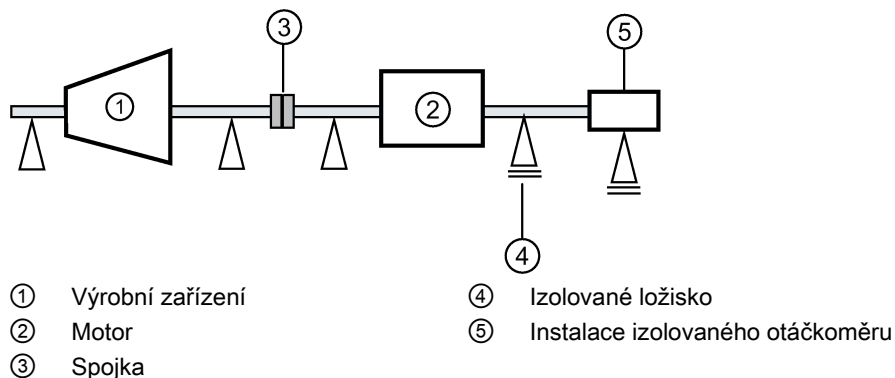 ③
⑤
①
②
④
① Výrobní zařízení
② Motor
③ Spojka
④ Izolované ložisko
⑤ Instalace izolovaného otáčkoměru